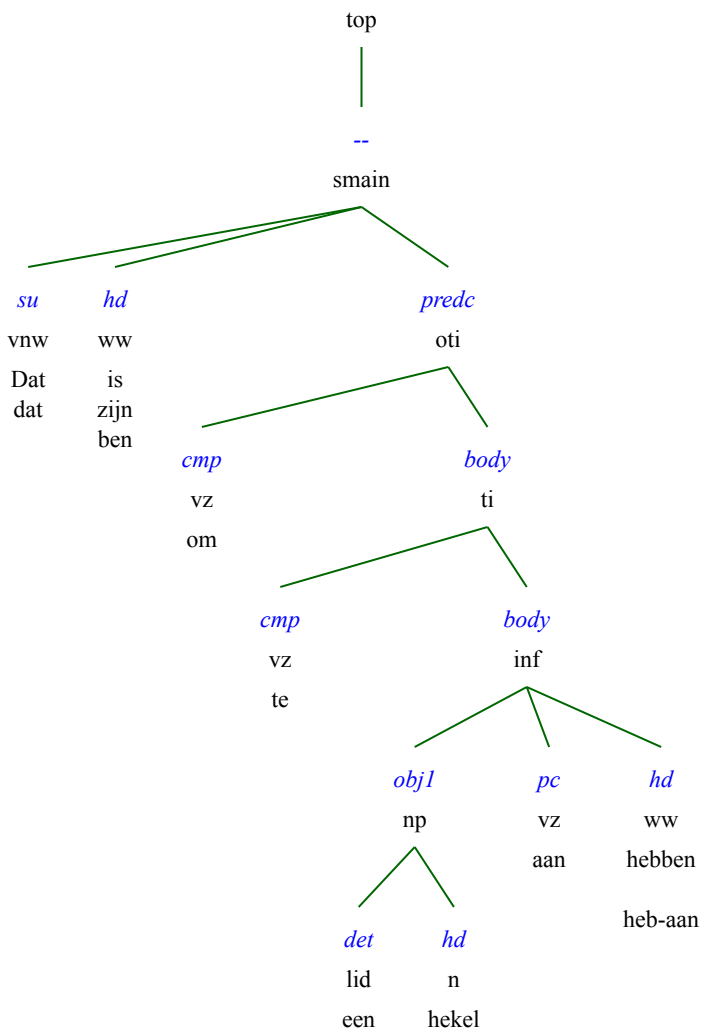 top
--
smain
su hd predc
vnw ww oti
Dat is
dat zijn
ben
cmp body
vz ti
om
cmp body
vz inf
te
obj1 pc hd
np vz ww
aan hebben
heb-aan
det hd
lid n
een hekel